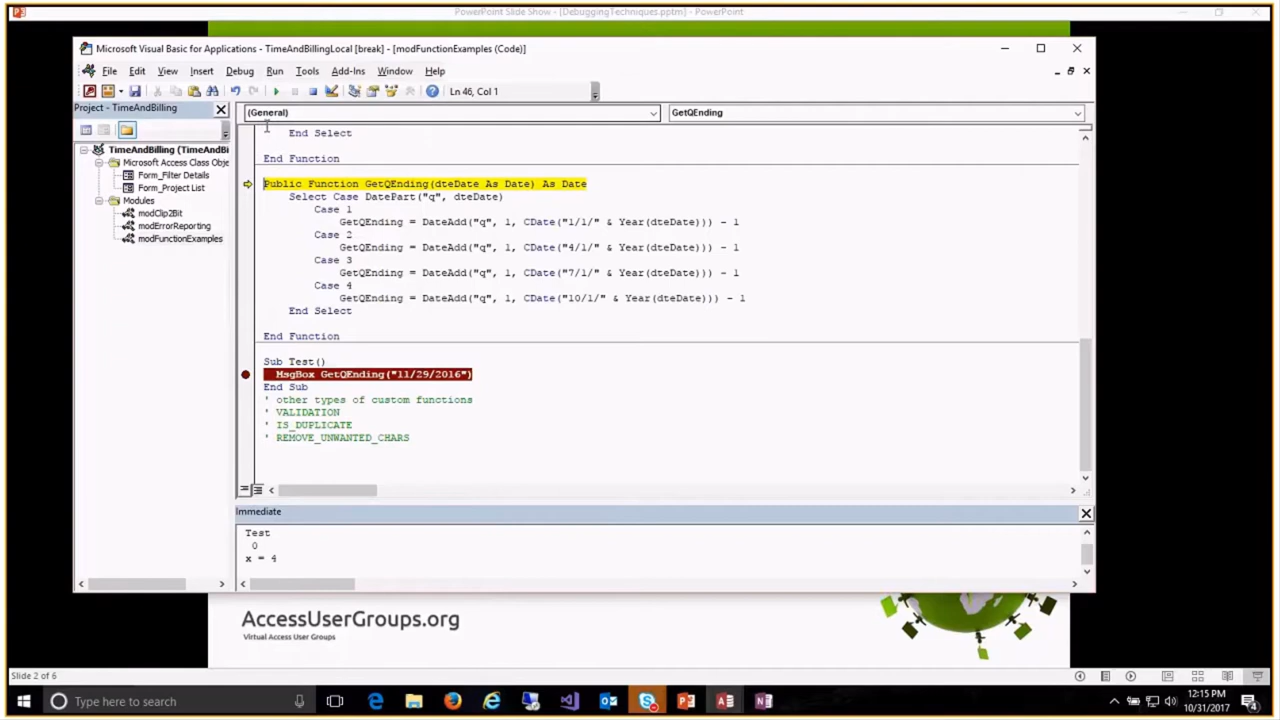 PowerPoint Slide Show - [DebuggingTechniques.pptm] - PowerPoint
Microsoft Visual Basic for Applications - TimeAndBillingLocal [break] - [modFunctionExamples (Code)]
File Edit View Insert Debug Run Tools Add-Ins Window Help
Ln 46, Col 1
Project - TimeAndBilling
(General)
GetQEnding
TimeAndBilling (TimeAndBi
Microsoft Access Class Obje
Form_Filter Details
Form_Project List
Modules
modClip2Bit
modErrorReporting
modFunctionExamples
End Select
End Function
Public Function GetQEnding(dteDate As Date) As Date
Select Case DatePart("q", dteDate)
Case 1
GetQEnding = DateAdd("q", 1, CDate("1/1/" & Year(dteDate))) - 1
Case 2
GetQEnding = DateAdd("q", 1, CDate("4/1/" & Year(dteDate))) - 1
Case 3
GetQEnding = DateAdd("q", 1, CDate("7/1/" & Year(dteDate))) - 1
Case 4
GetQEnding = DateAdd("q", 1, CDate("10/1/" & Year(dteDate))) - 1
End Select
End Function
Sub Test()
MsgBox GetQEnding("11/29/2016")
End Sub
' other types of custom functions
' VALIDATION
' IS_DUPLICATE
' REMOVE_UNWANTED_CHARS
Immediate
Test
0
x = 4
AccessUserGroups.org
Virtual Access User Groups
Slide 2 of 6
Type here to search
12:15 PM
10/31/2017
4